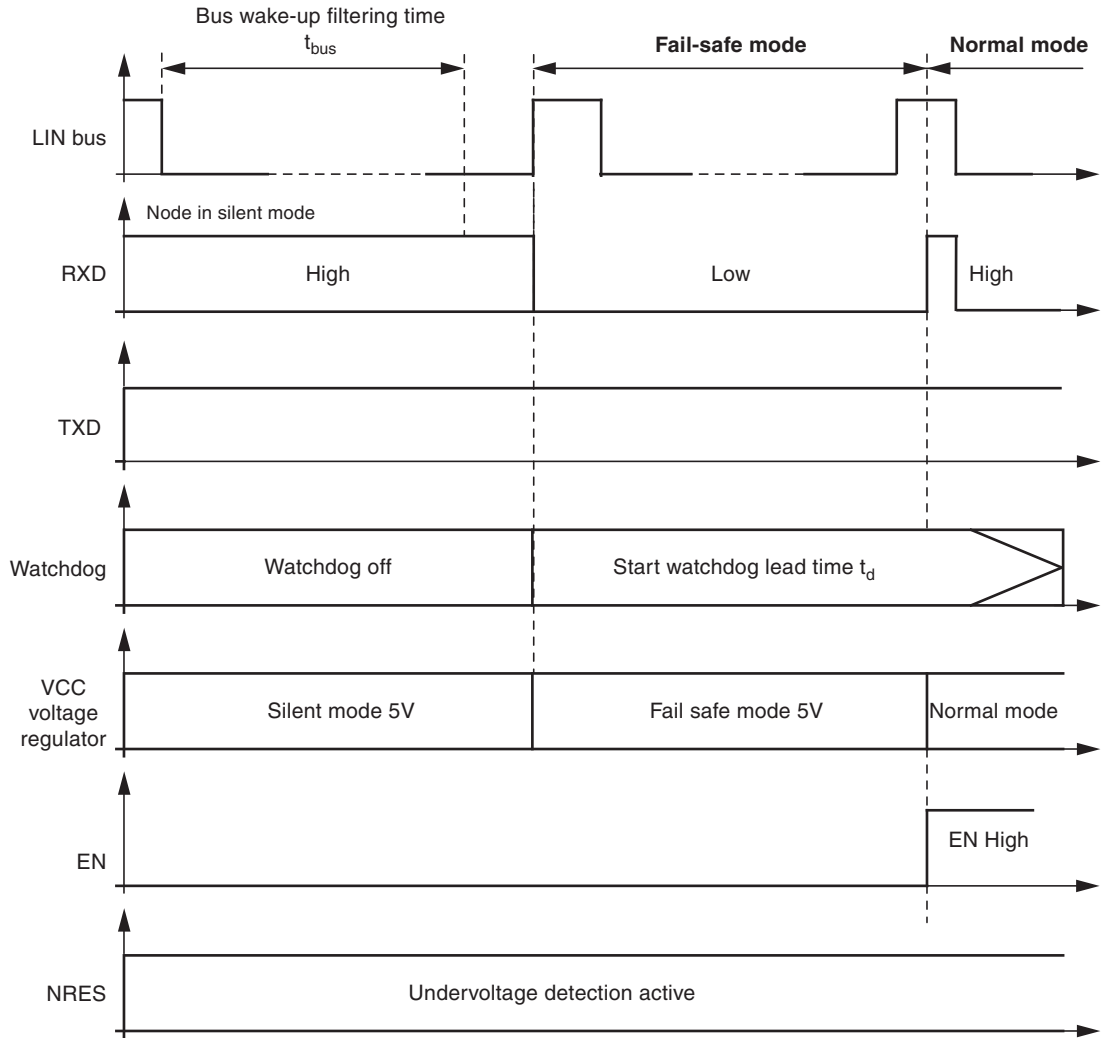 Bus wake-up filtering time
tbus
Fail-safe mode
Normal mode
LIN bus
Node in silent mode
RXD
High
Low
High
TXD
Watchdog
Watchdog off
Start watchdog lead time td
VCC
voltage
regulator
Silent mode 5V
Fail safe mode 5V
Normal mode
EN
EN High
NRES
Undervoltage detection active